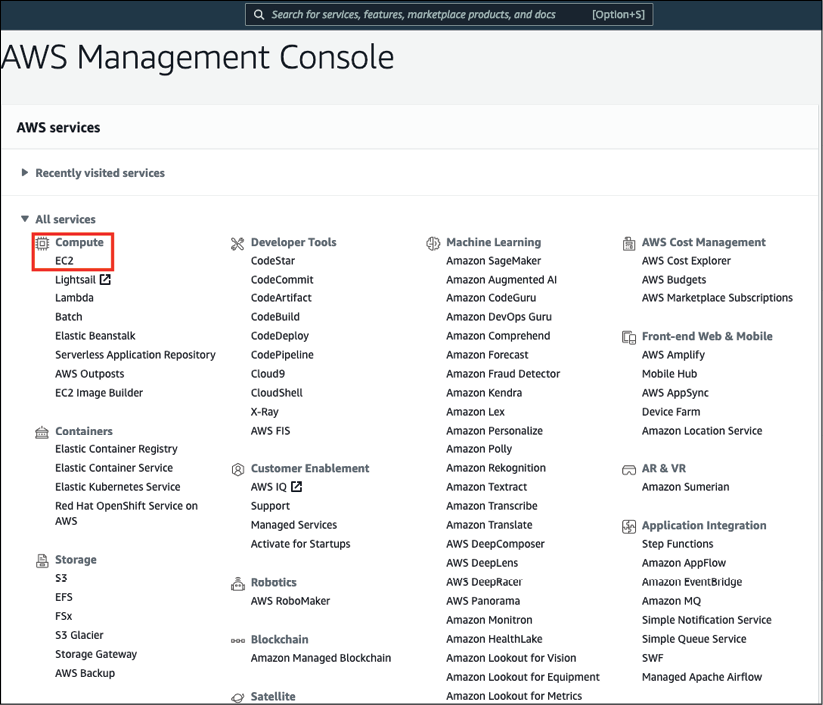 Search for services, features, marketplace products, and docs [Option+S]
AWS Management Console
AWS services
Recently visited services
All services
Compute
EC2
Lightsail
Lambda
Batch
Elastic Beanstalk
Serverless Application Repository
AWS Outposts
EC2 Image Builder
Containers
Elastic Container Registry
Elastic Container Service
Elastic Kubernetes Service
Red Hat OpenShift Service on
AWS
Storage
S3
EFS
FSx
S3 Glacier
Storage Gateway
AWS Backup
Developer Tools
CodeStar
CodeCommit
CodeArtifact
CodeBuild
CodeDeploy
CodePipeline
Cloud9
CloudShell
X-Ray
AWS FIS
Customer Enablement
AWS IQ
Support
Managed Services
Activate for Startups
Robotics
AWS RoboMaker
Blockchain
Amazon Managed Blockchain
Satellite
Machine Learning
Amazon SageMaker
Amazon Augmented AI
Amazon CodeGuru
Amazon DevOps Guru
Amazon Comprehend
Amazon Forecast
Amazon Fraud Detector
Amazon Kendra
Amazon Lex
Amazon Personalize
Amazon Polly
Amazon Rekognition
Amazon Textract
Amazon Transcribe
Amazon Translate
AWS DeepComposer
AWS DeepLens
AWS DeepRacer
AWS Panorama
Amazon Monitron
Amazon HealthLake
Amazon Lookout for Vision
Amazon Lookout for Equipment
Amazon Lookout for Metrics
AWS Cost Management
AWS Cost Explorer
AWS Budgets
AWS Marketplace Subscriptions
Front-end Web & Mobile
AWS Amplify
Mobile Hub
AWS AppSync
Device Farm
Amazon Location Service
AR & VR
Amazon Sumerian
Application Integration
Step Functions
Amazon AppFlow
Amazon EventBridge
Amazon MQ
Simple Notification Service
Simple Queue Service
SWF
Managed Apache Airflow